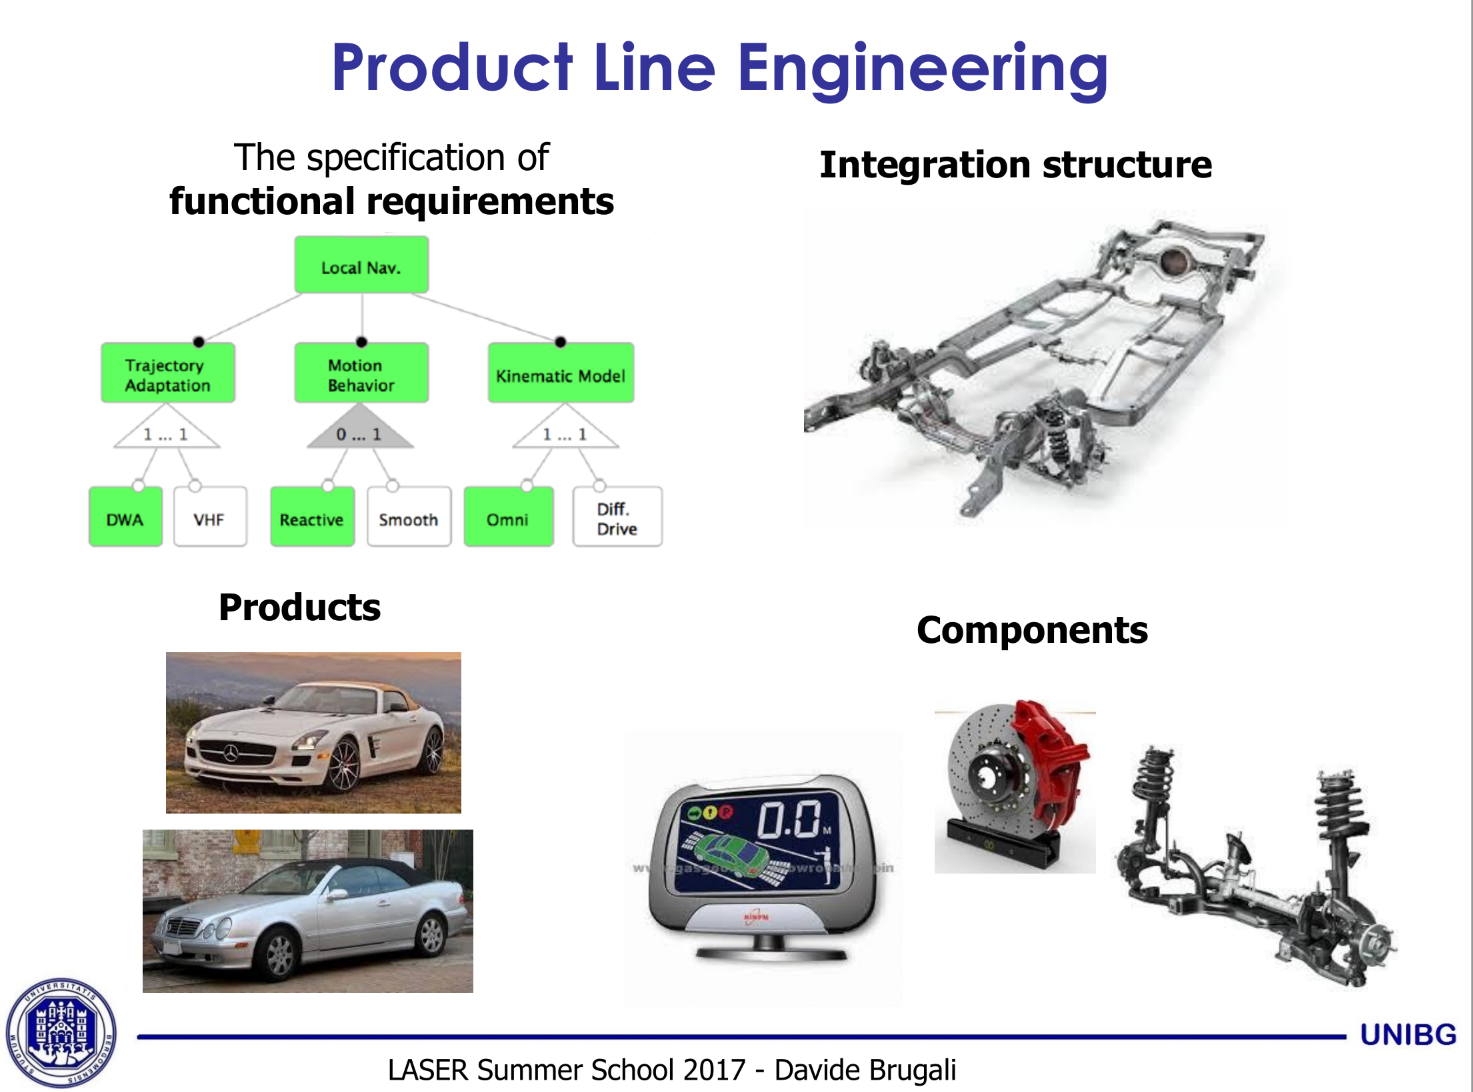 Product Line Engineering
The specification of
functional requirements
Local Nav.
Trajectory
Adaptation
Motion
Behavior
Kinematic Model
1 ... 1
0 ... 1
1 ... 1
DWA
VHF
Reactive
Smooth
Omni
Diff.
Drive
Integration structure
Products
Components
0.0
M
P
UNIVERSITATIS
BERGOMENSIS
STUDIUM
UNIBG
LASER Summer School 2017 - Davide Brugali